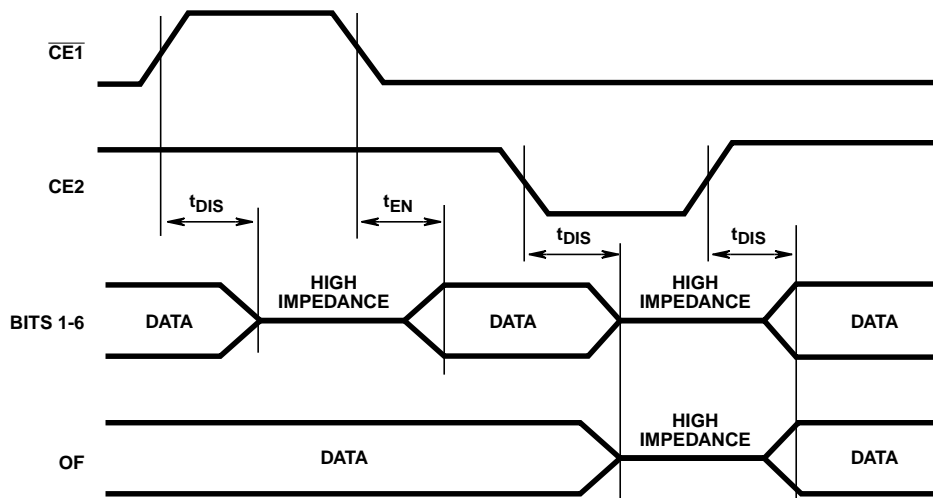 CE1
CE2
tDIS
tEN
tDIS
tDIS
BITS 1-6
DATA
HIGH
IMPEDANCE
DATA
HIGH
IMPEDANCE
DATA
OF
DATA
HIGH
IMPEDANCE
DATA